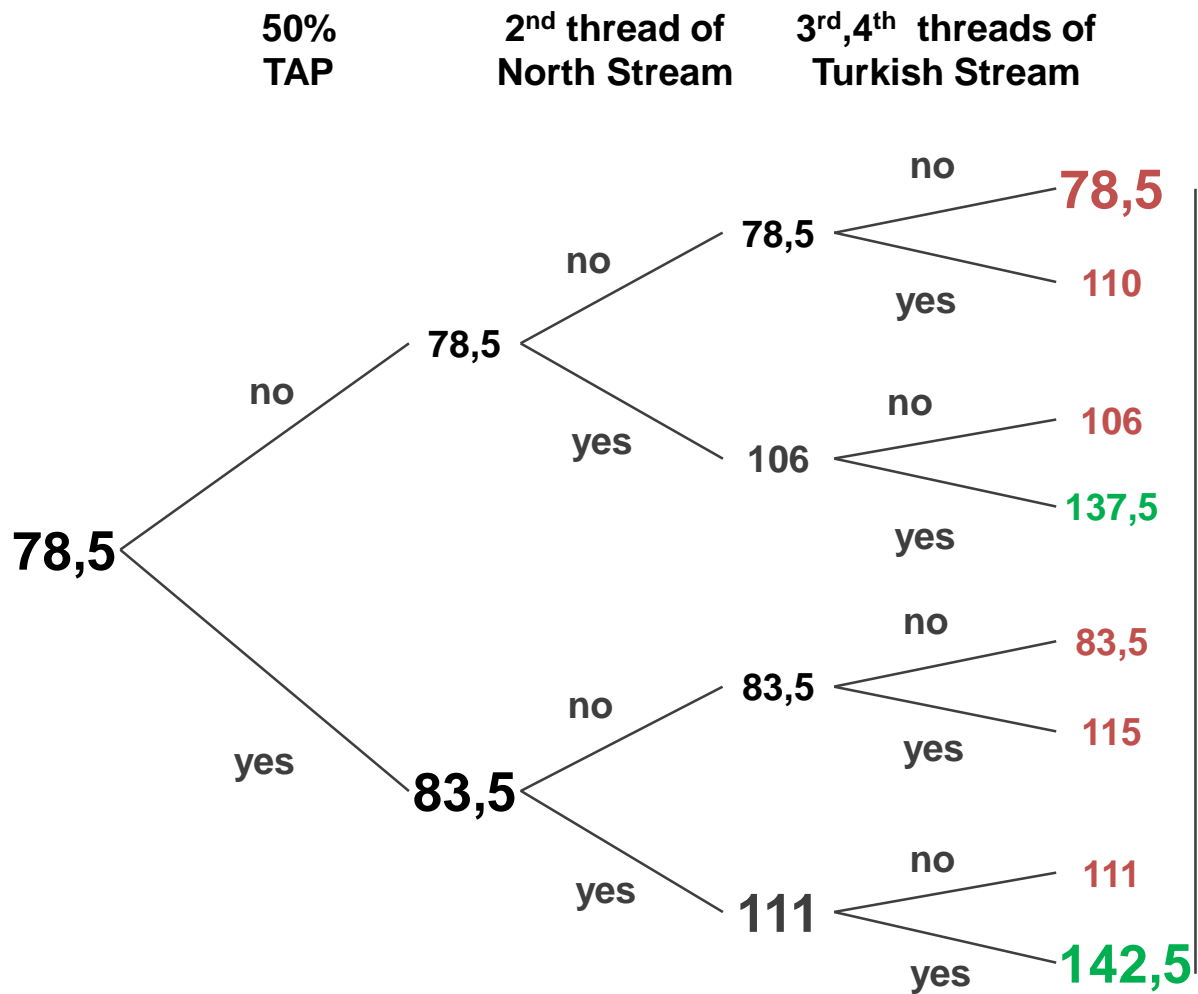 50%
TAP
2nd thread of
North Stream
3rd,4th threads of
Turkish Stream
no
78,5
78,5
no
110
yes
78,5
no
no
106
yes
106
137,5
yes
78,5
no
83,5
no
83,5
115
yes
yes
83,5
no
111
yes
111
142,5
yes